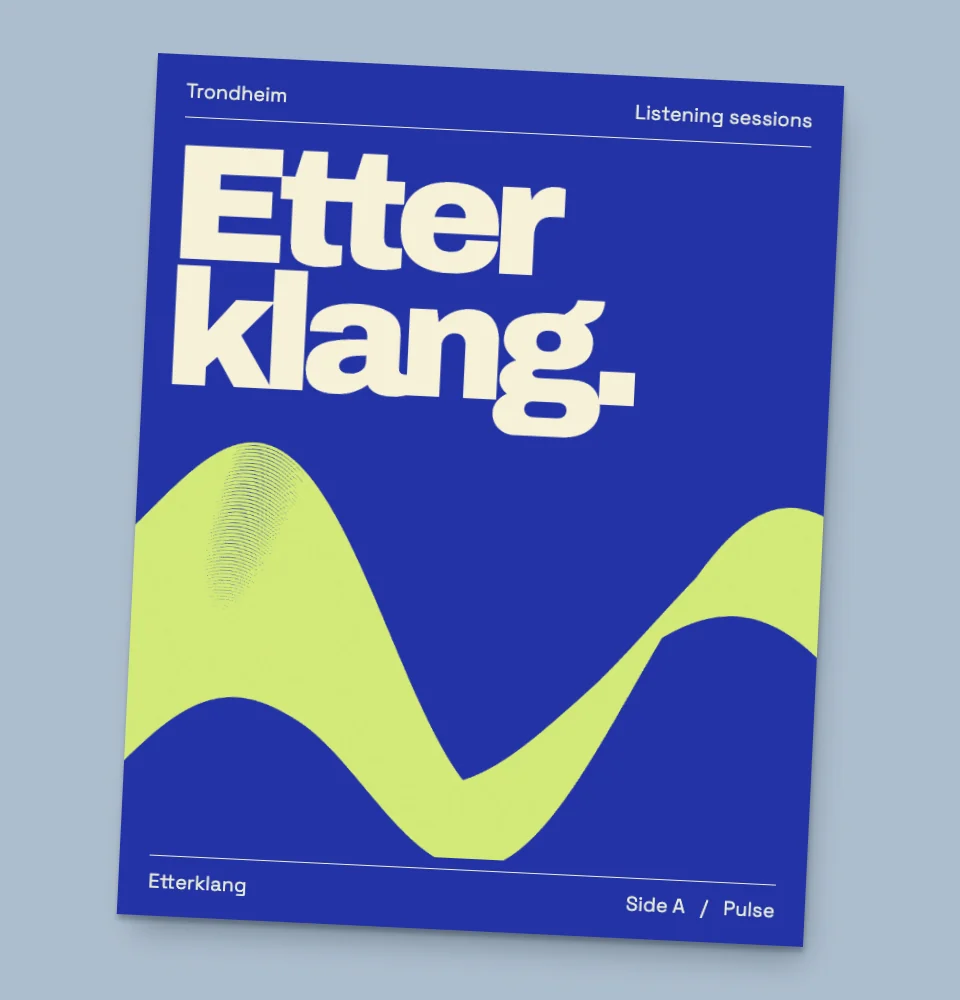 Trondheim
Listening sessions
Etter
klang.
Etterklang
Side A / Pulse